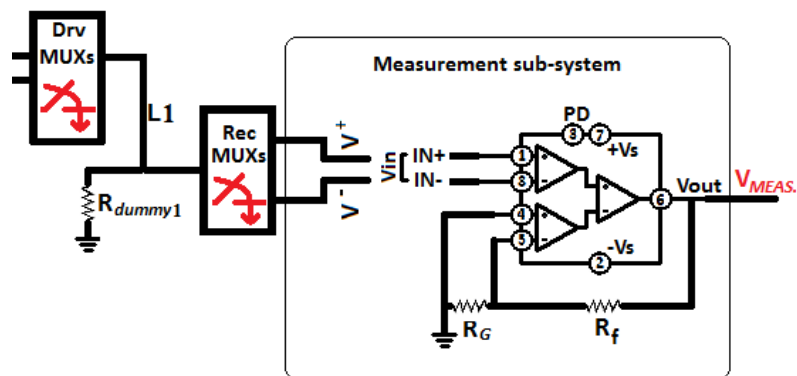 Drv
MUXs
L1
R dummy1
Rec
MUXs
V+
V-
Measurement sub-system
Vin
IN+
IN-
PD
8
7
+Vs
1
8
4
5
6
2
-Vs
Vout
VMEAS.
RG
Rf